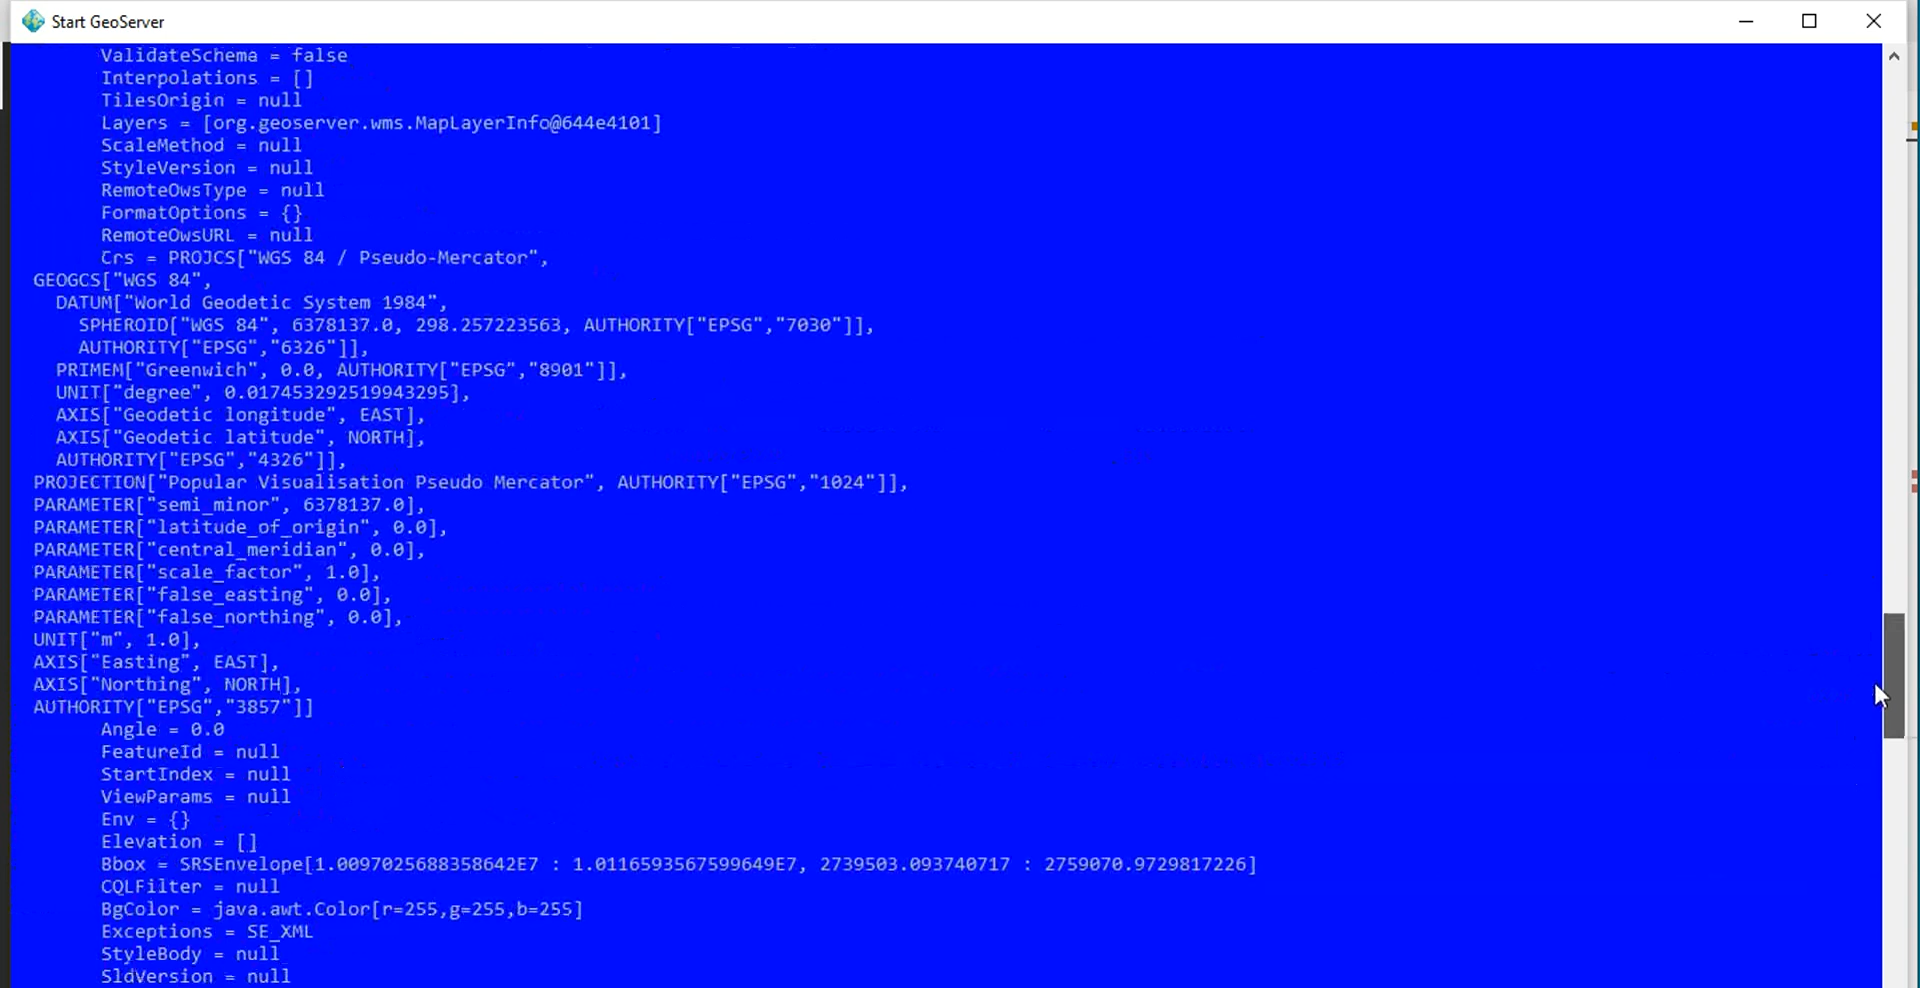 Start GeoServer
ValidateSchema = false
Interpolations = []
TilesOrigin = null
Layers = [org.geoserver.wms.MapLayerInfo@644e4101]
ScaleMethod = null
StyleVersion = null
RemoteOwsType = null
FormatOptions = {}
RemoteOwsURL = null
Crs = PROJCS["WGS 84 / Pseudo-Mercator",
GEOGCS["WGS 84",
DATUM["World Geodetic System 1984",
SPHEROID["WGS 84", 6378137.0, 298.257223563, AUTHORITY["EPSG","7030"]],
AUTHORITY["EPSG","6326"]],
PRIMEM["Greenwich", 0.0, AUTHORITY["EPSG","8901"]],
UNIT["degree", 0.017453292519943295],
AXIS["Geodetic longitude", EAST],
AXIS["Geodetic latitude", NORTH],
AUTHORITY["EPSG","4326"]],
PROJECTION["Popular Visualisation Pseudo Mercator", AUTHORITY["EPSG","1024"]],
PARAMETER["semi_minor", 6378137.0],
PARAMETER["latitude_of_origin", 0.0],
PARAMETER["central_meridian", 0.0],
PARAMETER["scale_factor", 1.0],
PARAMETER["false_easting", 0.0],
PARAMETER["false_northing", 0.0],
UNIT["m", 1.0],
AXIS["Easting", EAST],
AXIS["Northing", NORTH],
AUTHORITY["EPSG","3857"]]
Angle = 0.0
FeatureId = null
StartIndex = null
ViewParams = null
Env = {}
Elevation = []
Bbox = SRSEnvelope[1.0097025688358642E7 : 1.0116593567599649E7, 2739503.093740717 : 2759070.9729817226]
CQLFilter = null
BgColor = java.awt.Color[r=255,g=255,b=255]
Exceptions = SE_XML
StyleBody = null
SldVersion = null